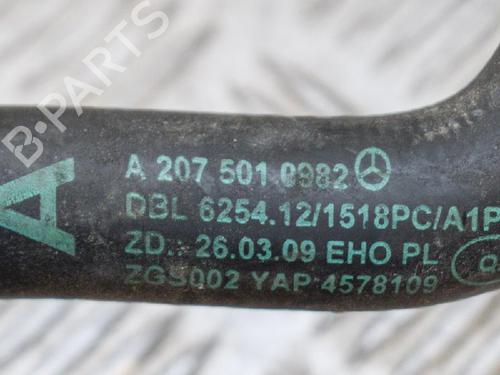 B-PARTS
A
A 207 501 0982
DBL 6254.12/1518PC/A1P
ZD.: 26.03.09 EHO PL
ZGS002 YAP 4578109